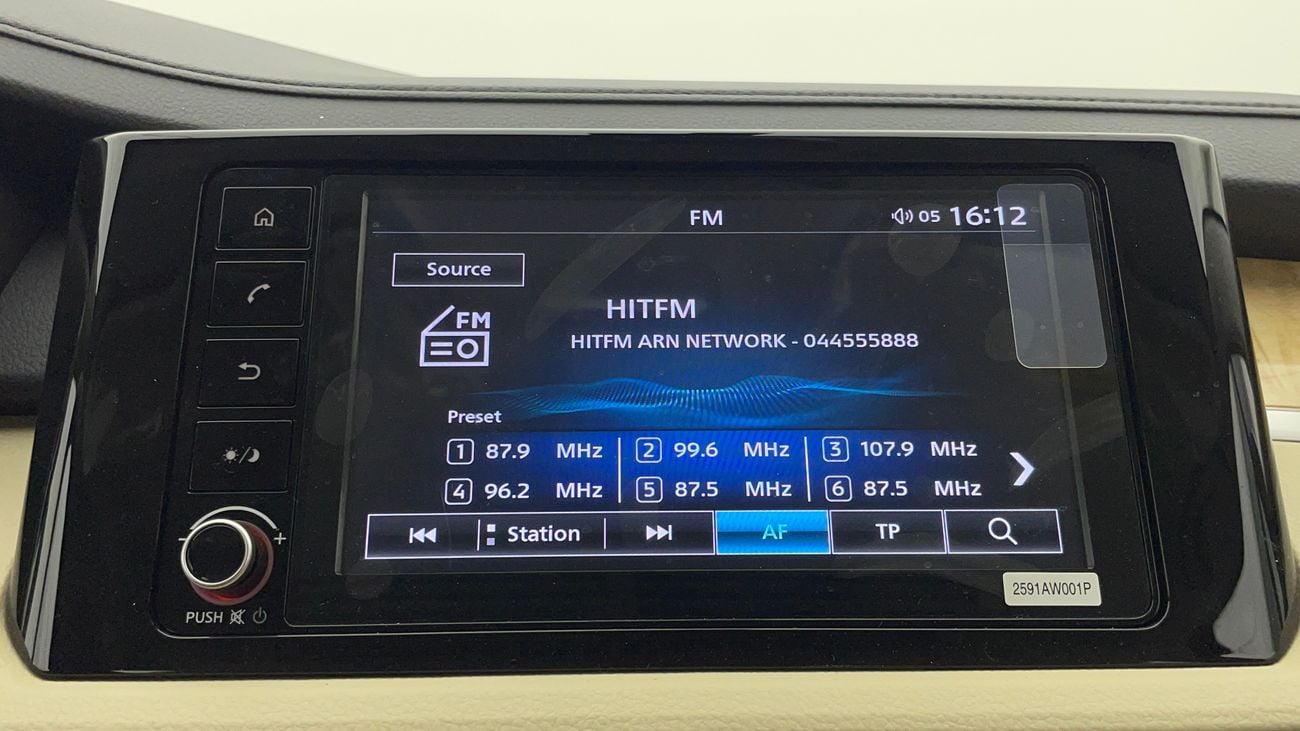 FM
05 16:12
Source
FM
HITFM
HITFM ARN NETWORK - 044555888
Preset
1 87.9 MHz 2 99.6 MHz 3 107.9 MHz
4 96.2 MHz 5 87.5 MHz 6 87.5 MHz
Station AF TP
- +
PUSH
2591AW001P